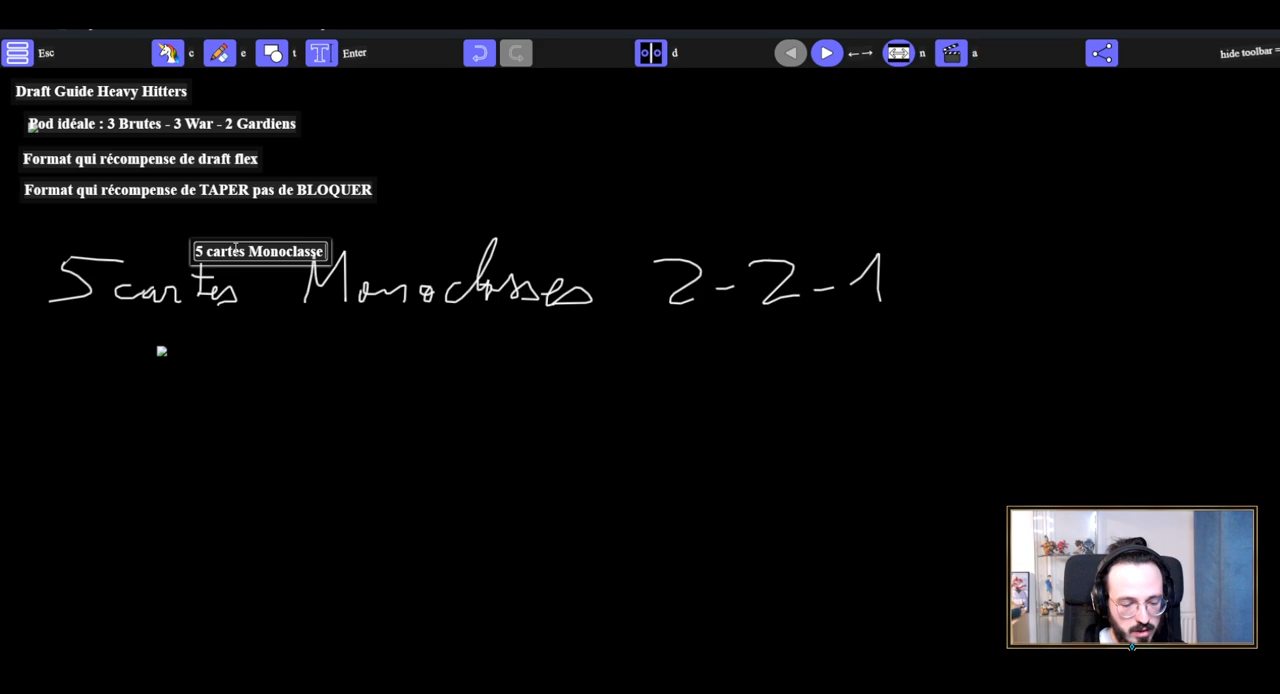 Esc c e t Enter d ←→ n a hide toolbar =
Draft Guide Heavy Hitters
Pod idéale : 3 Brutes - 3 War - 2 Gardiens
Format qui récompense de draft flex
Format qui récompense de TAPER pas de BLOQUER
5 cartes Monoclasse
5 cartes Monoclasses 2-2-1